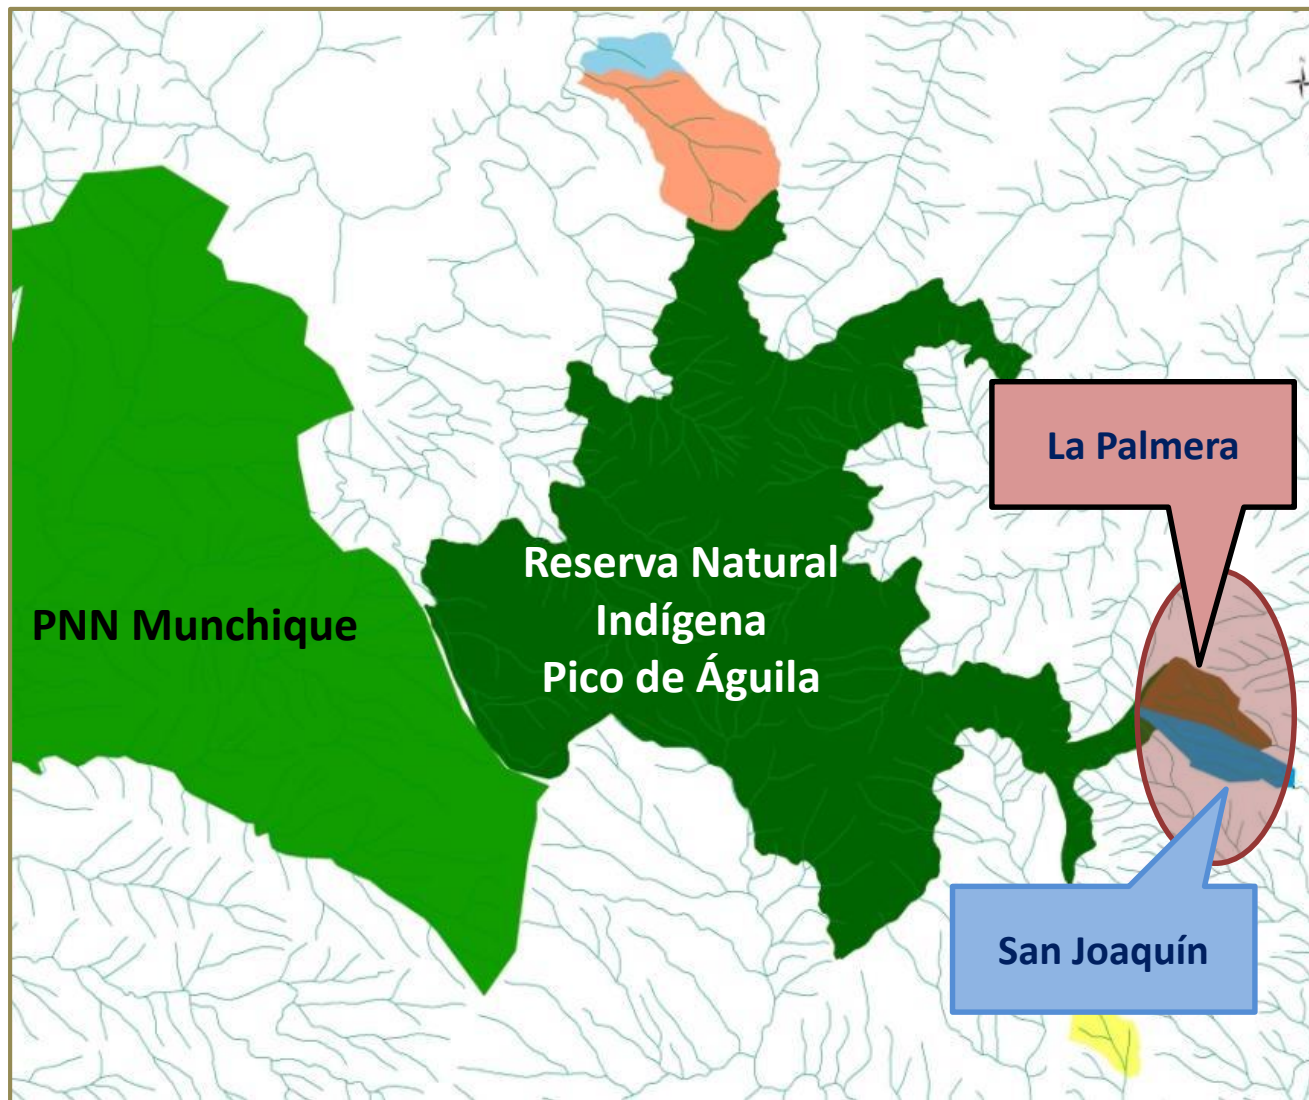 PNN Munchique
Reserva Natural
Indígena
Pico de Águila
La Palmera
San Joaquín